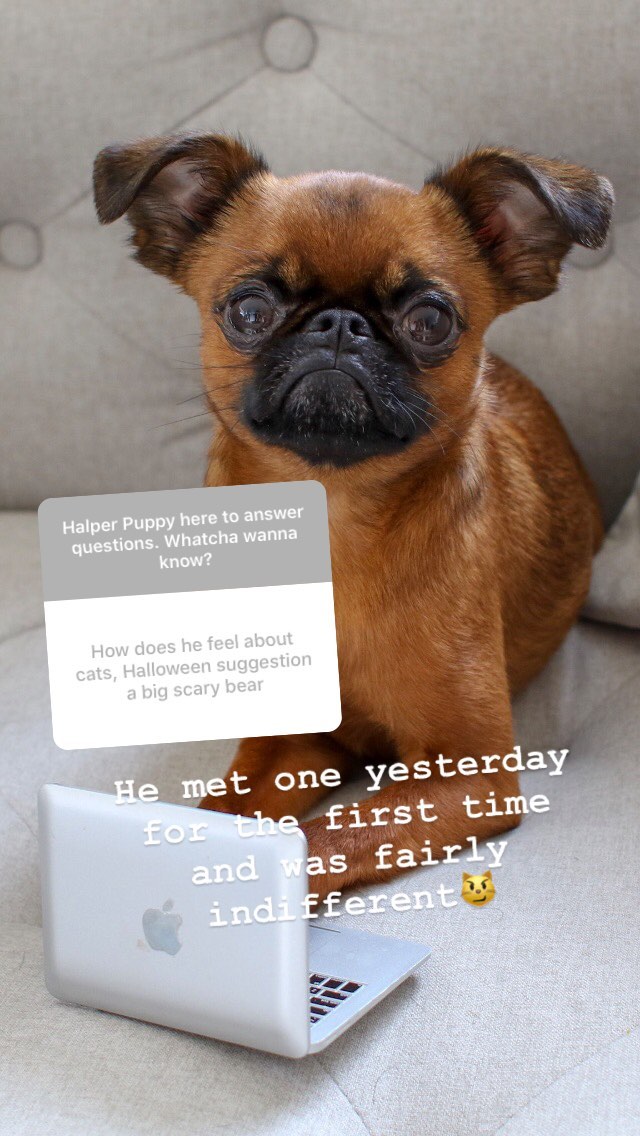 Halper Puppy here to answer
questions. Whatcha wanna
know?
How does he feel about
cats, Halloween suggestion
a big scary bear
He met one yesterday
for the first time
and was fairly
indifferent😼